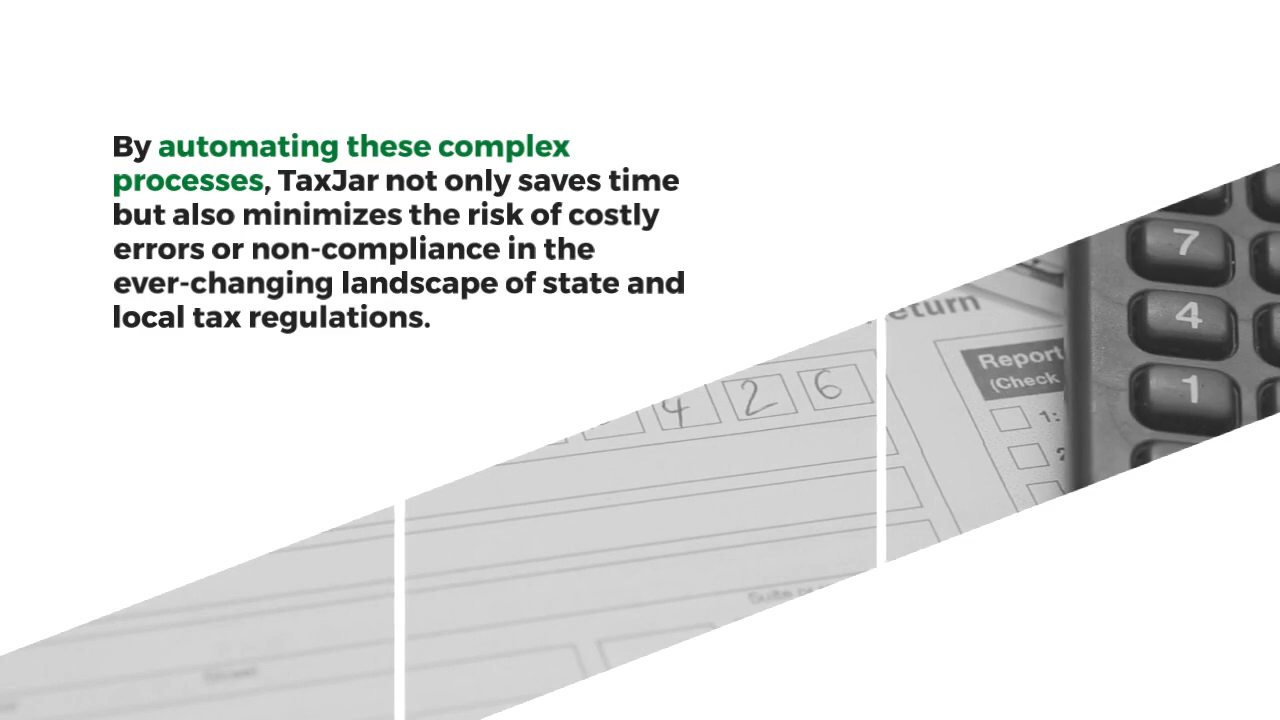 By automating these complex
processes, TaxJar not only saves time
but also minimizes the risk of costly
errors or non-compliance in the
ever-changing landscape of state and
local tax regulations.
7
4
1
4 2 6
Report
(Check
1: